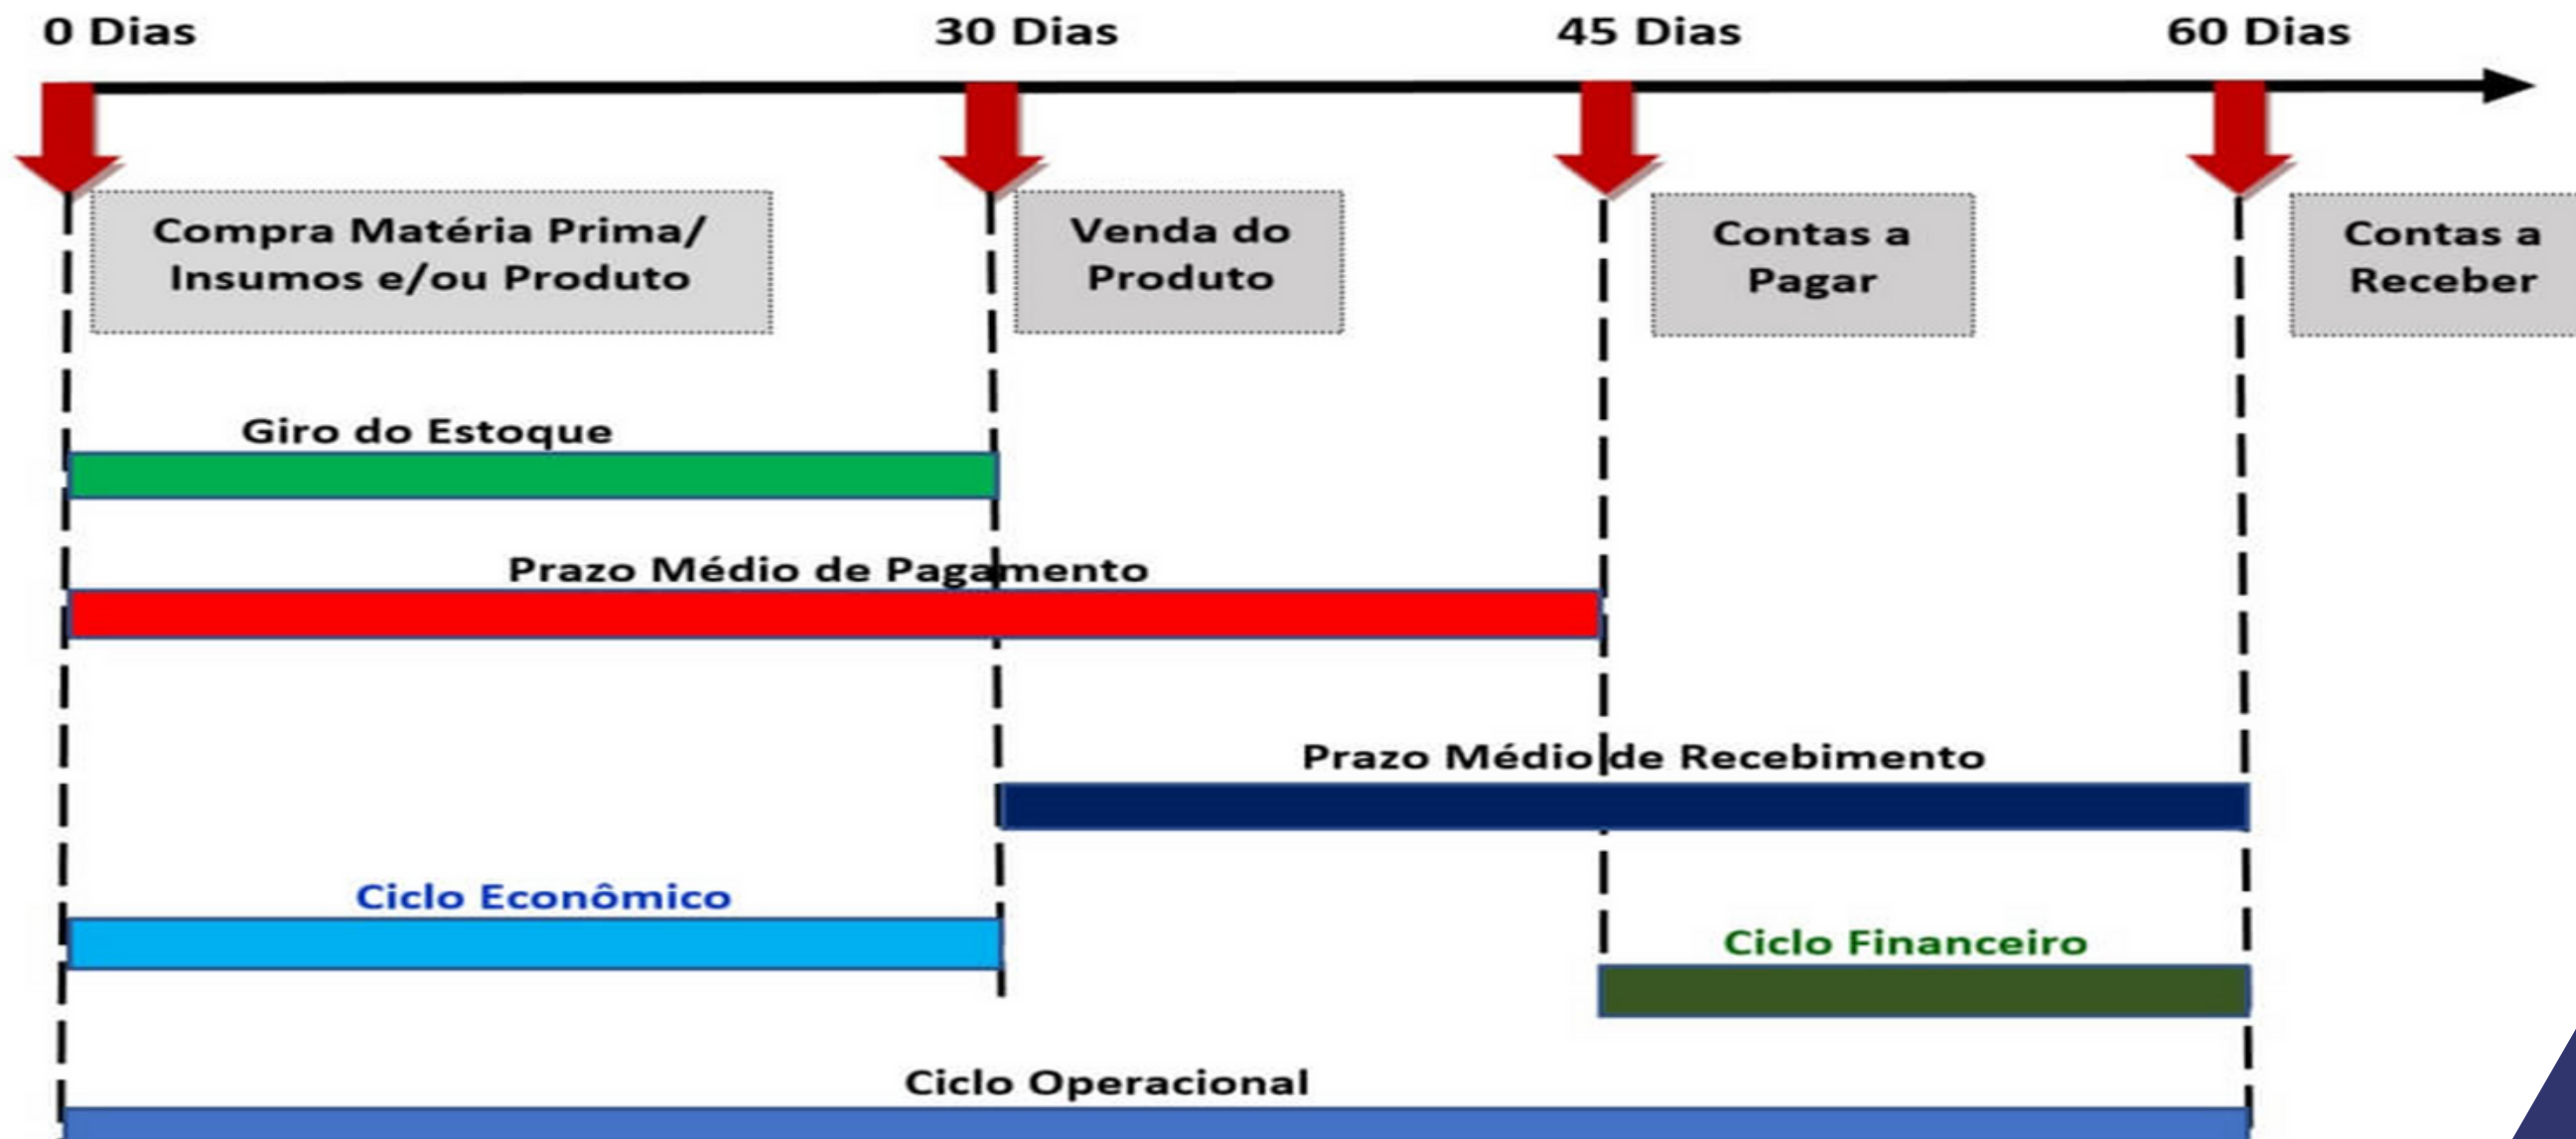 0 Dias
30 Dias
45 Dias
60 Dias
Compra Matéria Prima/
Insumos e/ou Produto
Venda do
Produto
Contas a
Pagar
Contas a
Receber
Giro do Estoque
Prazo Médio de Pagamento
Prazo Médio de Recebimento
Ciclo Econômico
Ciclo Financeiro
Ciclo Operacional